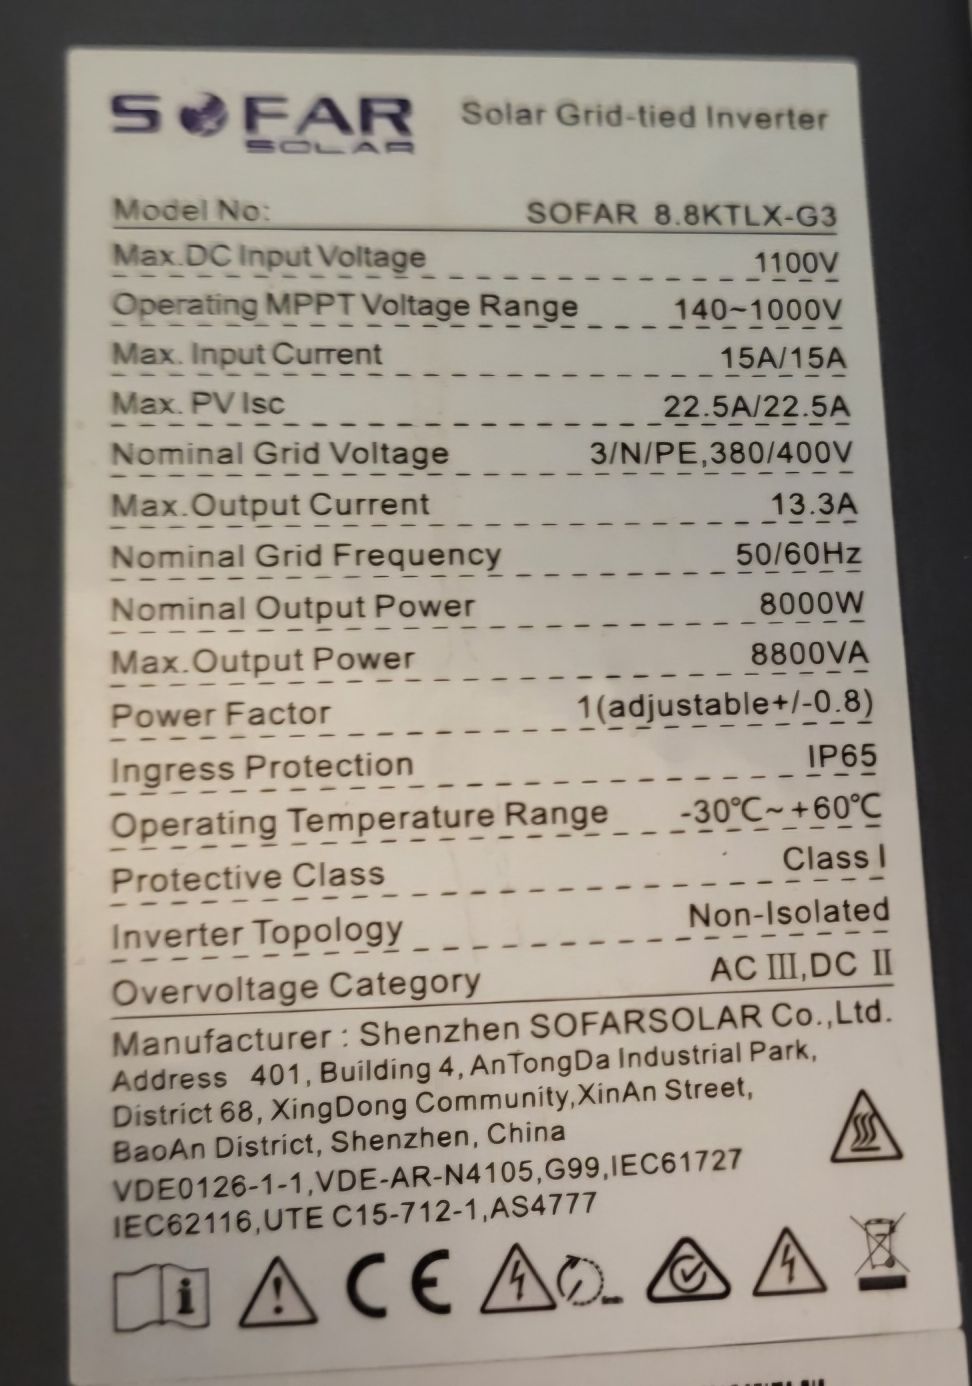 SOFAR SOLAR Solar Grid-tied Inverter
Model No: SOFAR 8.8KTLX-G3
Max.DC Input Voltage 1100V
Operating MPPT Voltage Range 140~1000V
Max. Input Current 15A/15A
Max. PV Isc 22.5A/22.5A
Nominal Grid Voltage 3/N/PE,380/400V
Max.Output Current 13.3A
Nominal Grid Frequency 50/60Hz
Nominal Output Power 8000W
Max.Output Power 8800VA
Power Factor 1(adjustable+/-0.8)
Ingress Protection IP65
Operating Temperature Range -30℃~+60℃
Protective Class Class I
Inverter Topology Non-Isolated
Overvoltage Category AC III,DC II
Manufacturer : Shenzhen SOFARSOLAR Co.,Ltd.
Address 401, Building 4, AnTongDa Industrial Park,
District 68, XingDong Community,XinAn Street,
BaoAn District, Shenzhen, China
VDE0126-1-1,VDE-AR-N4105,G99,IEC61727
IEC62116,UTE C15-712-1,AS4777
CE